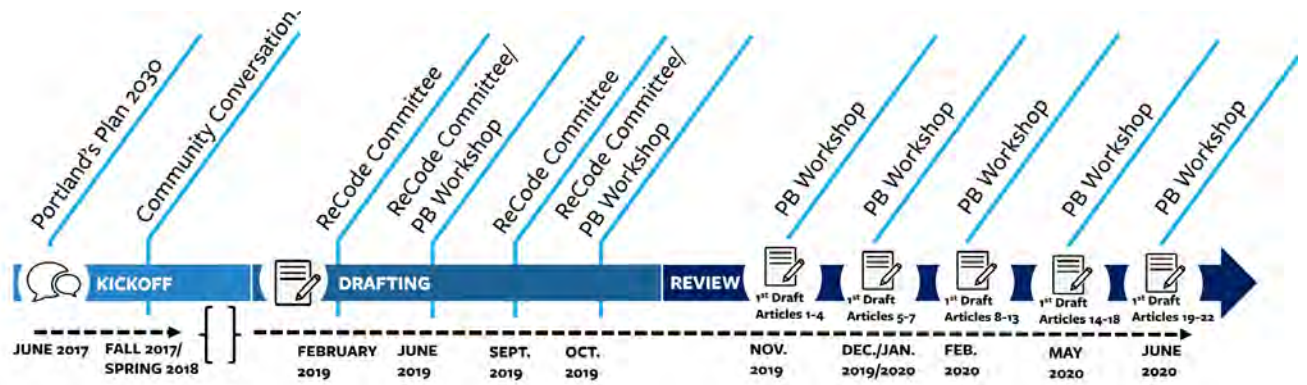 Portland's Plan 2030
Community Conversation
ReCode Committee
ReCode Committee/
PB Workshop
ReCode Committee
ReCode Committee/
PB Workshop
PB Workshop
PB Workshop
PB Workshop
PB Workshop
PB Workshop
KICKOFF
DRAFTING
REVIEW
1st Draft
Articles 1-4
1st Draft
Articles 5-7
1st Draft
Articles 8-13
1st Draft
Articles 14-18
1st Draft
Articles 19-22
JUNE 2017
FALL 2017/
SPRING 2018
FEBRUARY
2019
JUNE
2019
SEPT.
2019
OCT.
2019
NOV.
2019
DEC./JAN.
2019/2020
FEB.
2020
MAY
2020
JUNE
2020